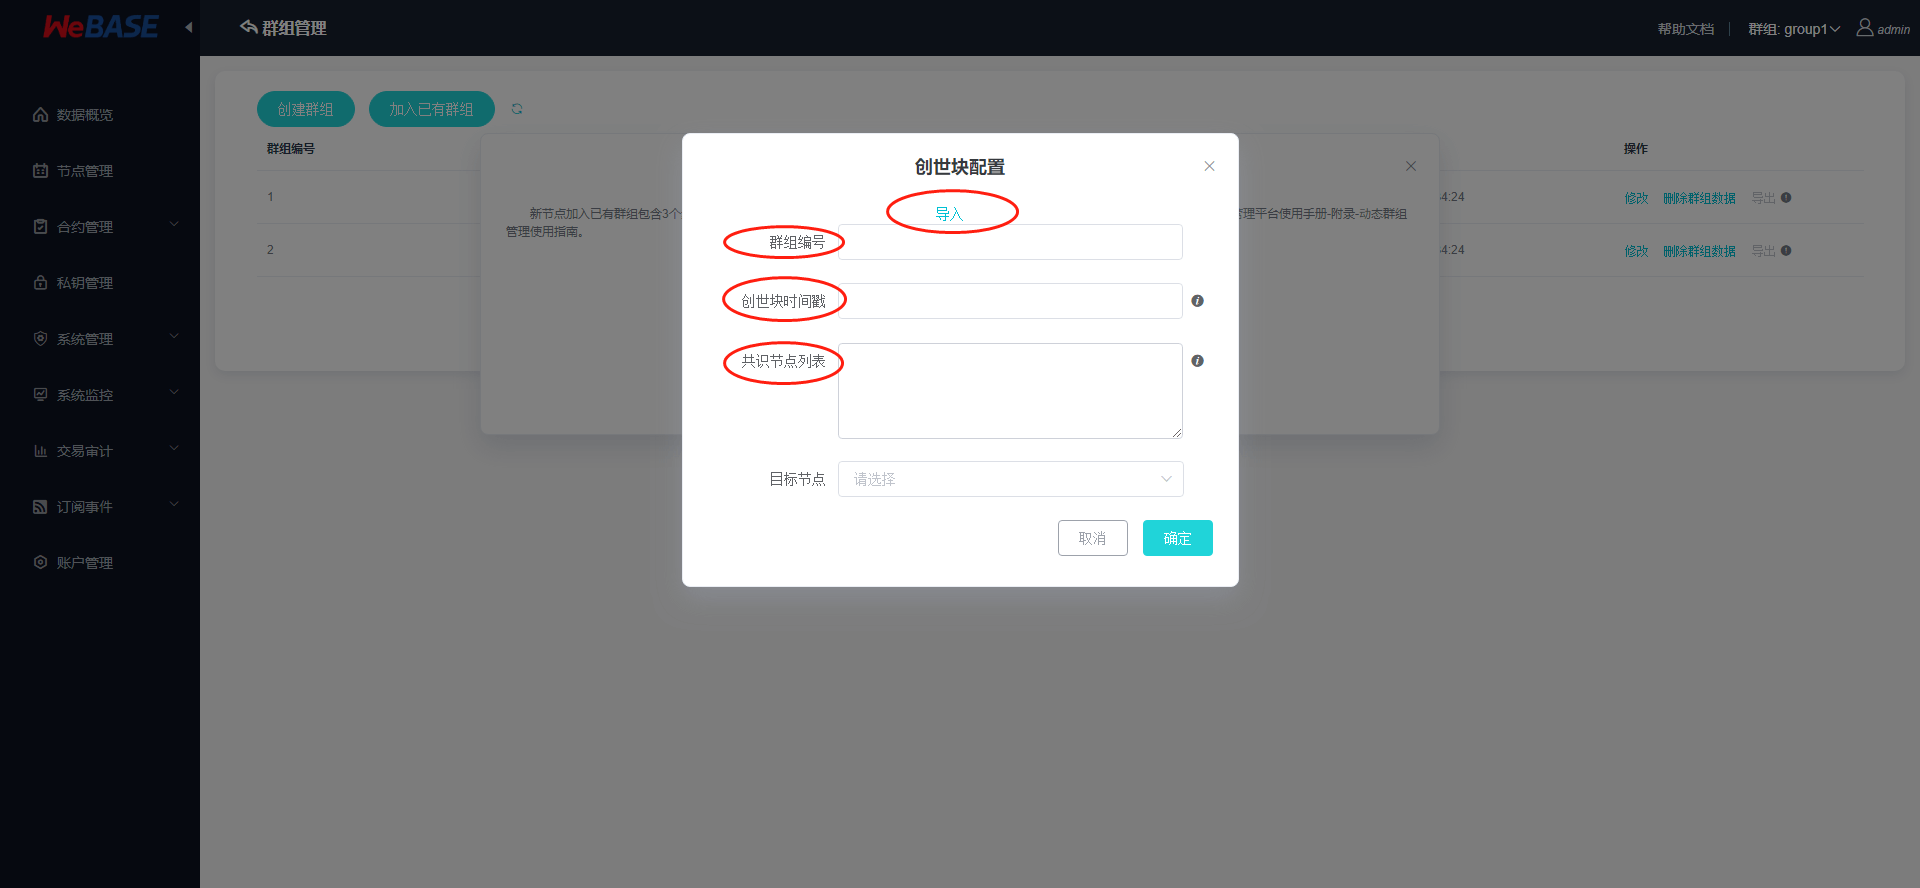 WeBASE
群组管理
帮助文档
群组: group1
admin
数据概览
节点管理
合约管理
私钥管理
系统管理
系统监控
交易审计
订阅事件
账户管理
创建群组
加入已有群组
群组编号
操作
1
4:24
修改
删除群组数据
导出
2
4:24
修改
删除群组数据
导出
新节点加入已有群组包含3个
管理平台使用手册-附录-动态群组
管理使用指南。
创世块配置
导入
群组编号
创世块时间戳
共识节点列表
目标节点
请选择
取消
确定